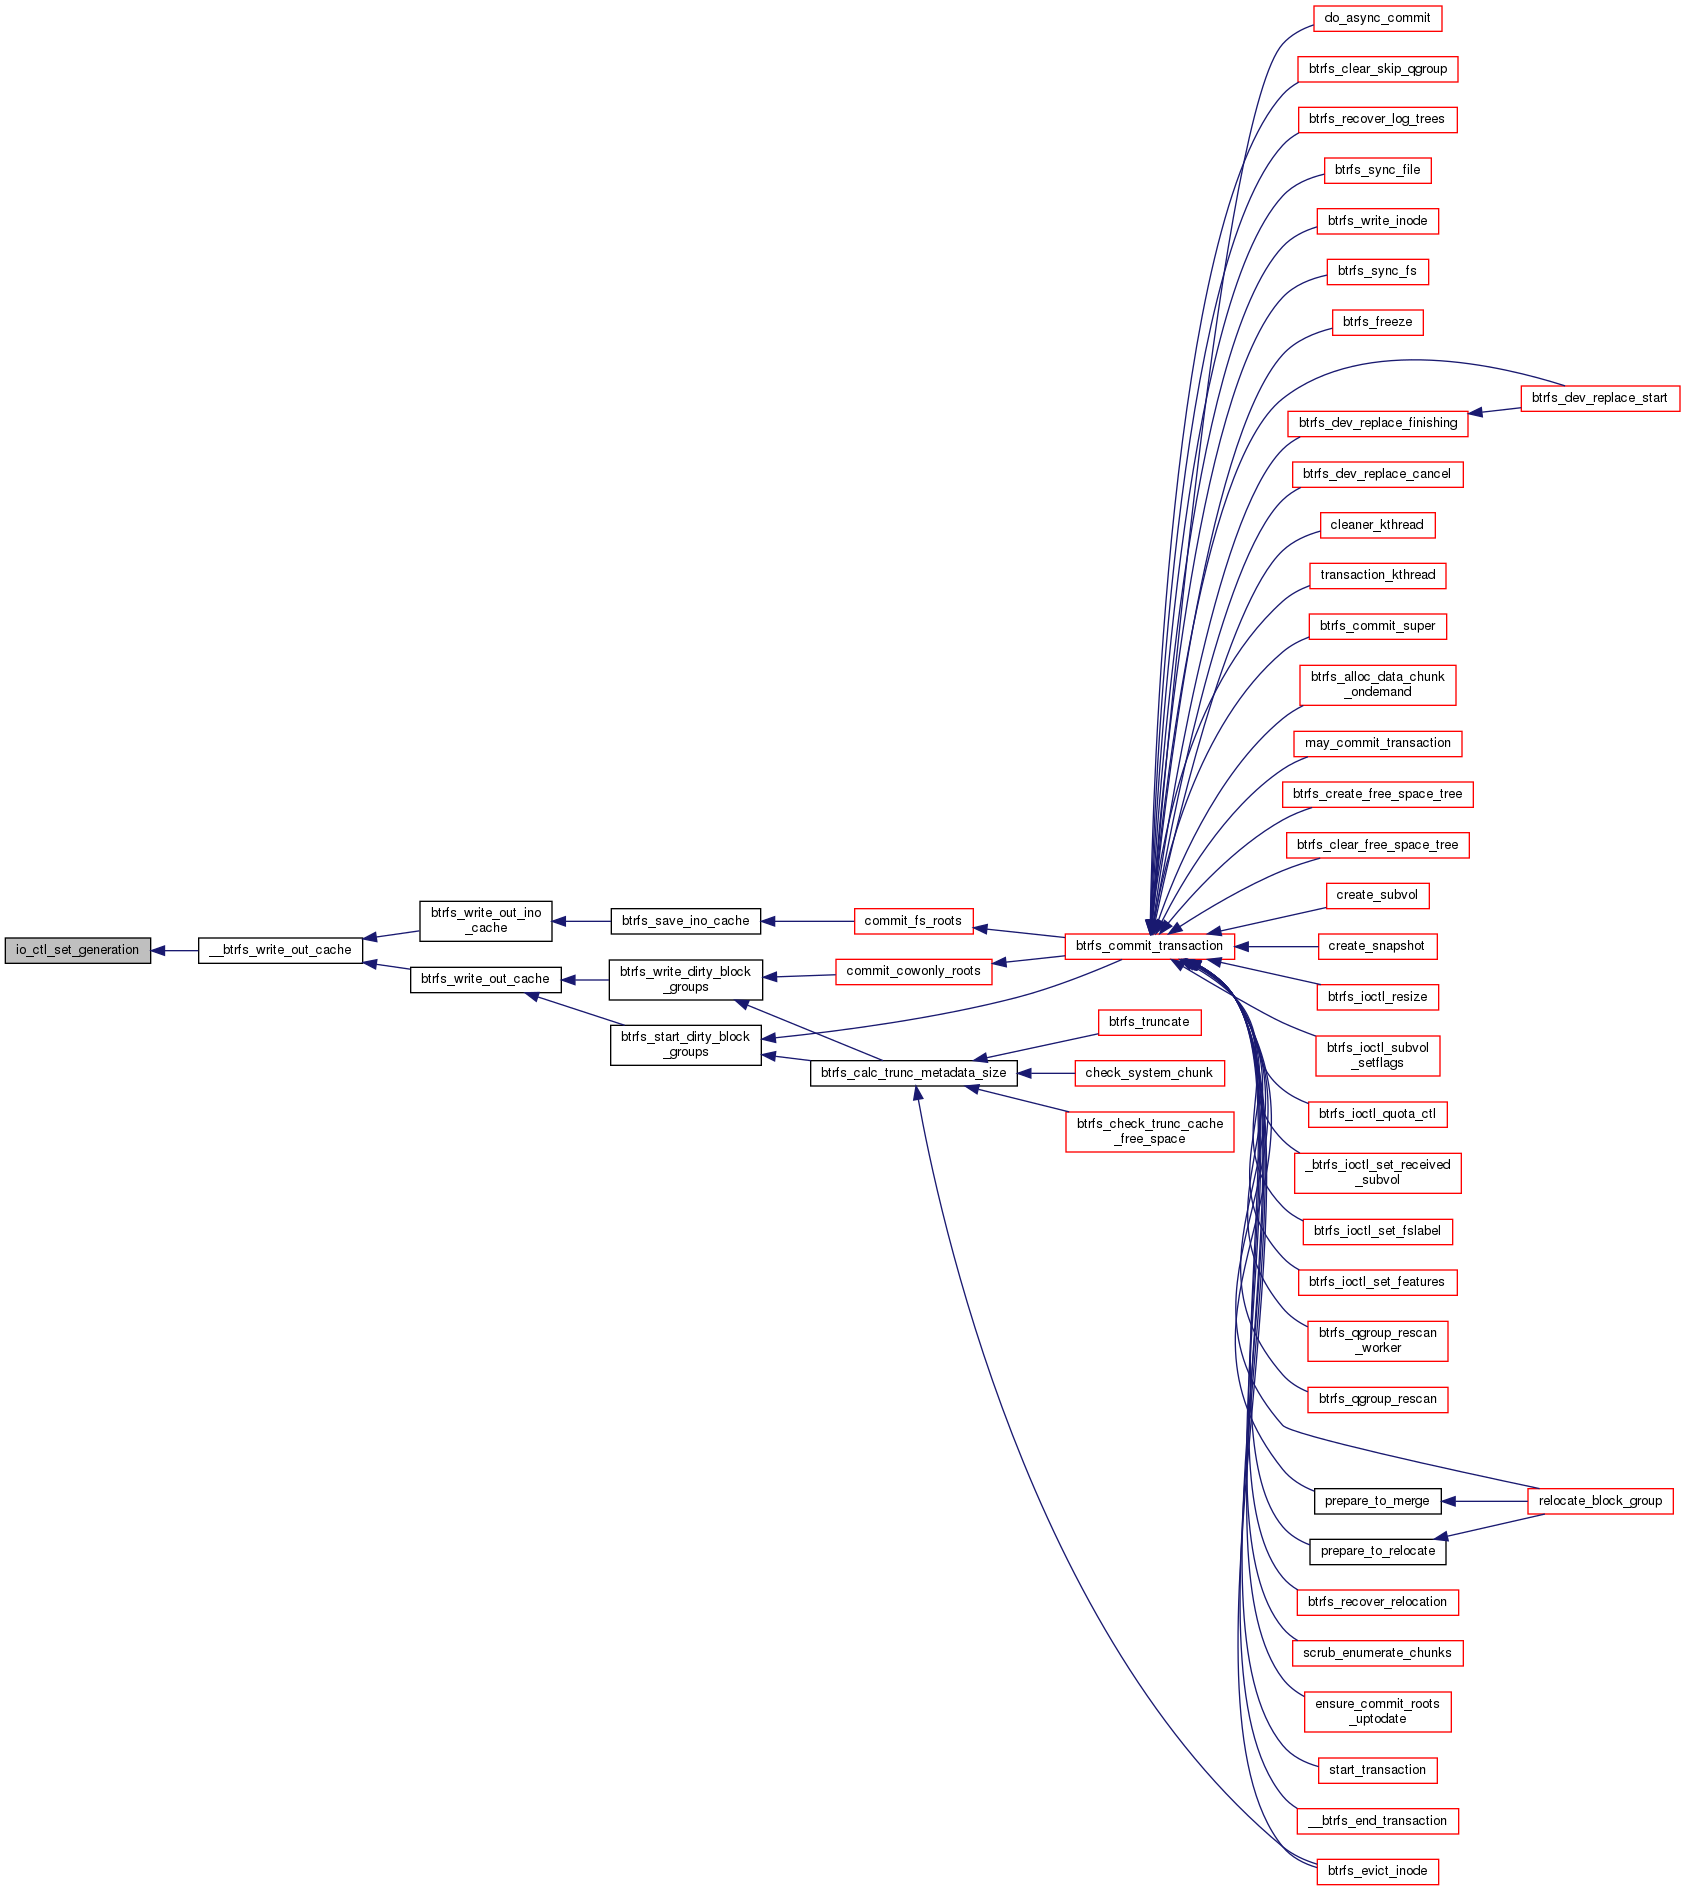 do_async_commit
btrfs_clear_skip_qgroup
btrfs_recover_log_trees
btrfs_sync_file
btrfs_write_inode
btrfs_sync_fs
btrfs_freeze
btrfs_dev_replace_start
btrfs_dev_replace_finishing
btrfs_dev_replace_cancel
cleaner_kthread
transaction_kthread
btrfs_commit_super
btrfs_alloc_data_chunk
_ondemand
may_commit_transaction
btrfs_create_free_space_tree
btrfs_clear_free_space_tree
create_subvol
create_snapshot
btrfs_ioctl_resize
btrfs_ioctl_subvol
_setflags
btrfs_ioctl_quota_ctl
_btrfs_ioctl_set_received
_subvol
btrfs_ioctl_set_fslabel
btrfs_ioctl_set_features
btrfs_qgroup_rescan
_worker
btrfs_qgroup_rescan
prepare_to_merge
relocate_block_group
prepare_to_relocate
btrfs_recover_relocation
scrub_enumerate_chunks
ensure_commit_roots
_uptodate
start_transaction
__btrfs_end_transaction
btrfs_evict_inode
io_ctl_set_generation
__btrfs_write_out_cache
btrfs_write_out_ino
_cache
btrfs_write_out_cache
btrfs_save_ino_cache
btrfs_write_dirty_block
_groups
btrfs_start_dirty_block
_groups
commit_fs_roots
commit_cowonly_roots
btrfs_calc_trunc_metadata_size
btrfs_commit_transaction
btrfs_truncate
check_system_chunk
btrfs_check_trunc_cache
_free_space